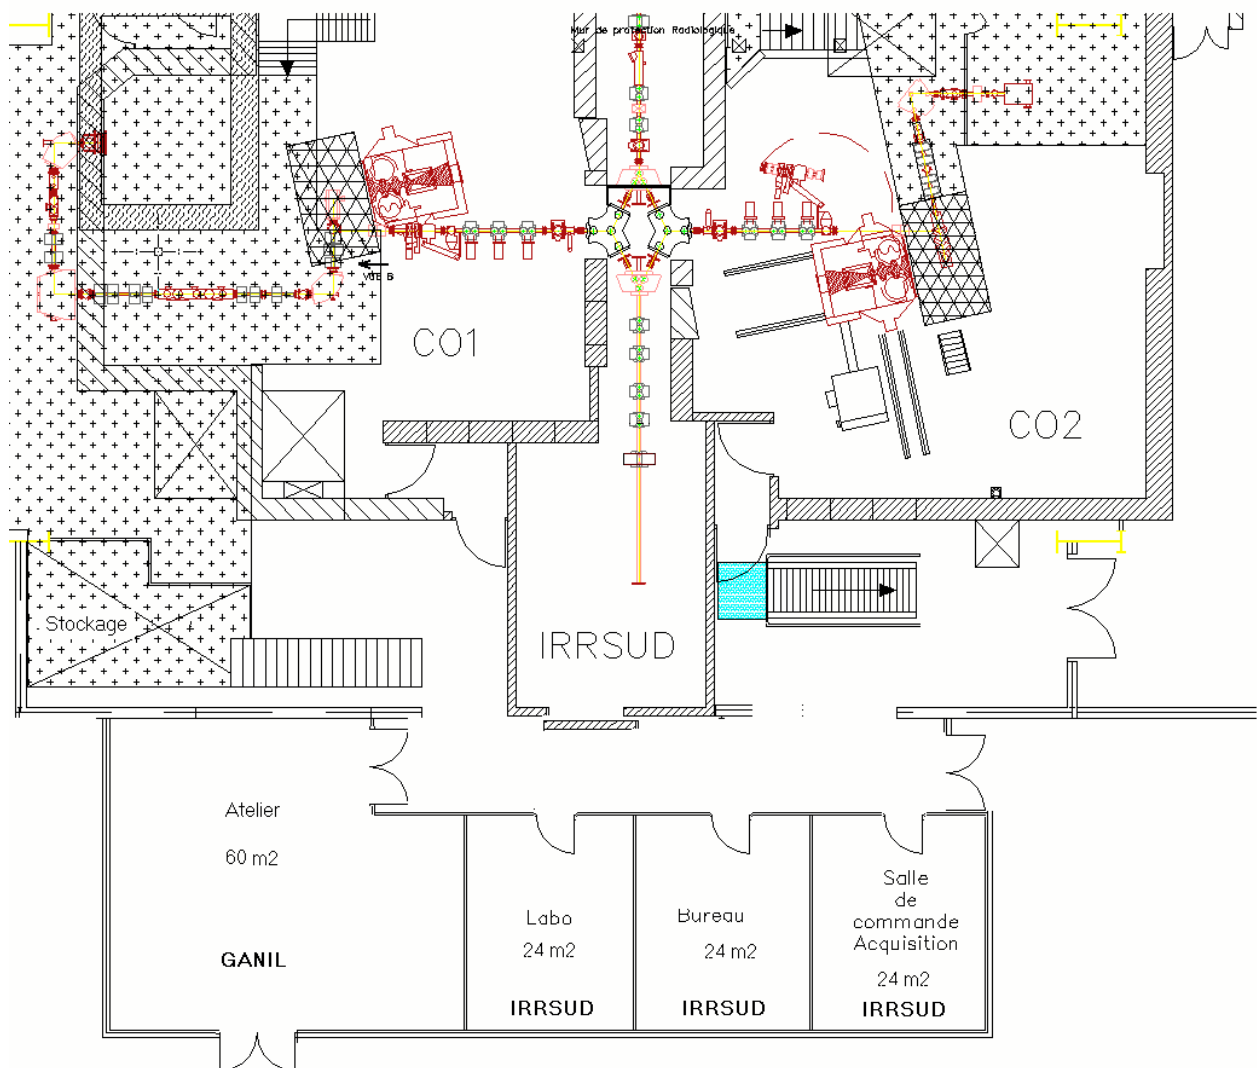 Mur de protection Radiologique
VOIE B
CO1
CO2
Stockage
IRRSUD
Atelier
60 m2
GANIL
Labo
24 m2
IRRSUD
Bureau
24 m2
IRRSUD
Salle
de
commande
Acquisition
24 m2
IRRSUD